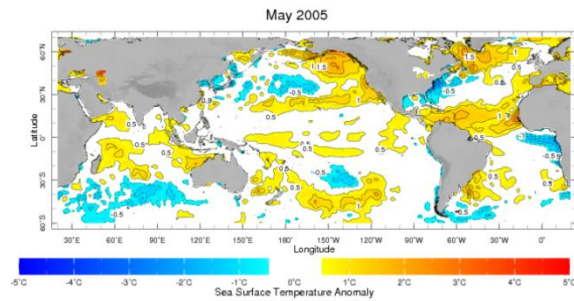 May 2005
60°N
30°N
0°
30°S
60°S
Latitude
30°E 60°E 90°E 120°E 150°E 180° 150°W 120°W 90°W 60°W 30°W 0°
Longitude
-5°C -4°C -3°C -2°C -1°C 0°C 1°C 2°C 3°C 4°C 5°C
Sea Surface Temperature Anomaly